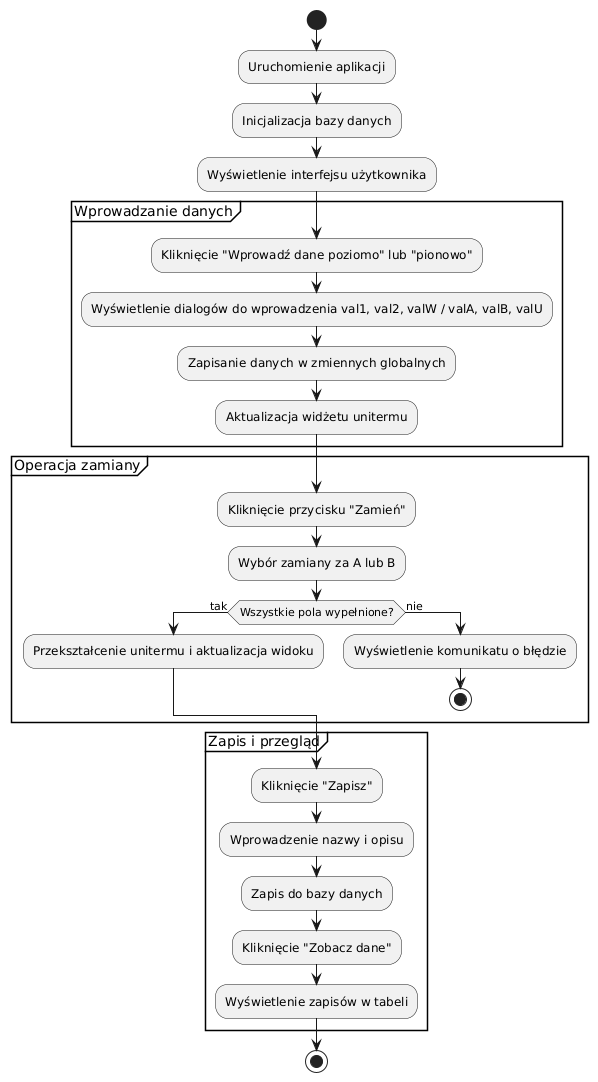 Uruchomienie aplikacji
Inicjalizacja bazy danych
Wyświetlenie interfejsu użytkownika
Wprowadzanie danych
Kliknięcie "Wprowadź dane poziomo" lub "pionowo"
Wyświetlenie dialogów do wprowadzenia val1, val2, valW / valA, valB, valU
Zapisanie danych w zmiennych globalnych
Aktualizacja widżetu unitermu
Operacja zamiany
Kliknięcie przycisku "Zamień"
Wybór zamiany za A lub B
tak
Wszystkie pola wypełnione?
nie
Przekształcenie unitermu i aktualizacja widoku
Wyświetlenie komunikatu o błędzie
Zapis i przegląd
Kliknięcie "Zapisz"
Wprowadzenie nazwy i opisu
Zapis do bazy danych
Kliknięcie "Zobacz dane"
Wyświetlenie zapisów w tabeli